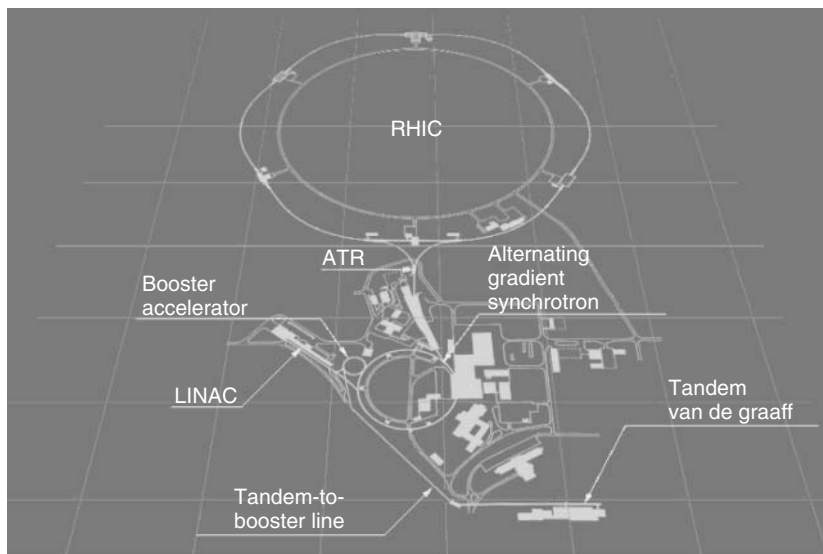 RHIC
ATR
Alternating
gradient
synchrotron
Booster
accelerator
LINAC
Tandem
van de graaff
Tandem-to-
booster line